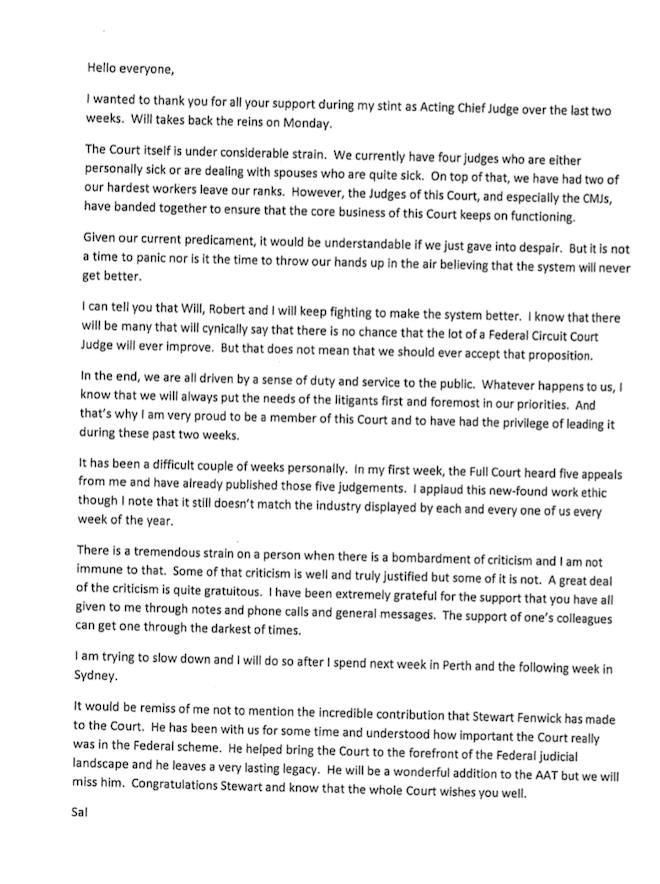 Hello everyone,
I wanted to thank you for all your support during my stint as Acting Chief Judge over the last two
weeks. Will takes back the reins on Monday.
The Court itself is under considerable strain. We currently have four judges who are either
personally sick or are dealing with spouses who are quite sick. On top of that, we have had two of
our hardest workers leave our ranks. However, the Judges of this Court, and especially the CMJs,
have banded together to ensure that the core business of this Court keeps on functioning.
Given our current predicament, it would be understandable if we just gave into despair. But it is not
a time to panic nor is it the time to throw our hands up in the air believing that the system will never
get better.
I can tell you that Will, Robert and I will keep fighting to make the system better. I know that there
will be many that will cynically say that there is no chance that the lot of a Federal Circuit Court
Judge will ever improve. But that does not mean that we should ever accept that proposition.
In the end, we are all driven by a sense of duty and service to the public. Whatever happens to us, I
know that we will always put the needs of the litigants first and foremost in our priorities. And
that's why I am very proud to be a member of this Court and to have had the privilege of leading it
during these past two weeks.
It has been a difficult couple of weeks personally. In my first week, the Full Court heard five appeals
from me and have already published those five judgements. I applaud this new-found work ethic
though I note that it still doesn't match the industry displayed by each and every one of us every
week of the year.
There is a tremendous strain on a person when there is a bombardment of criticism and I am not
immune to that. Some of that criticism is well and truly justified but some of it is not. A great deal
of the criticism is quite gratuitous. I have been extremely grateful for the support that you have all
given to me through notes and phone calls and general messages. The support of one's colleagues
can get one through the darkest of times.
I am trying to slow down and I will do so after I spend next week in Perth and the following week in
Sydney.
It would be remiss of me not to mention the incredible contribution that Stewart Fenwick has made
to the Court. He has been with us for some time and understood how important the Court really
was in the Federal scheme. He helped bring the Court to the forefront of the Federal judicial
landscape and he leaves a very lasting legacy. He will be a wonderful addition to the AAT but we will
miss him. Congratulations Stewart and know that the whole Court wishes you well.
Sal